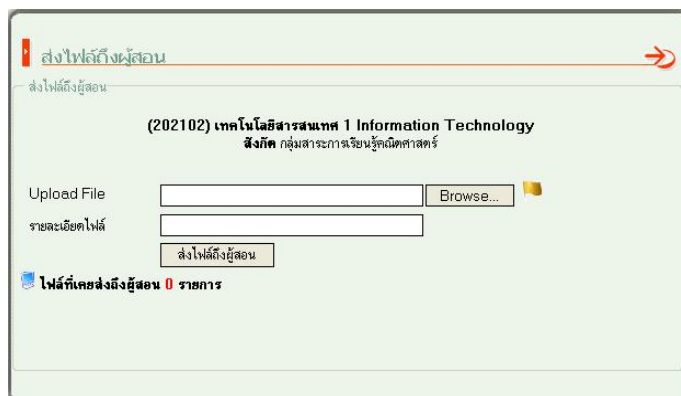 ส่งไฟล์ถึงผู้สอน
ส่งไฟล์ถึงผู้สอน
(202102) เทคโนโลยีสารสนเทศ 1 Information Technology
สังกัด กลุ่มสาระการเรียนรู้คณิตศาสตร์
Upload File Browse...
รายละเอียดไฟล์
ส่งไฟล์ถึงผู้สอน
ไฟล์ที่เคยส่งถึงผู้สอน 0 รายการ